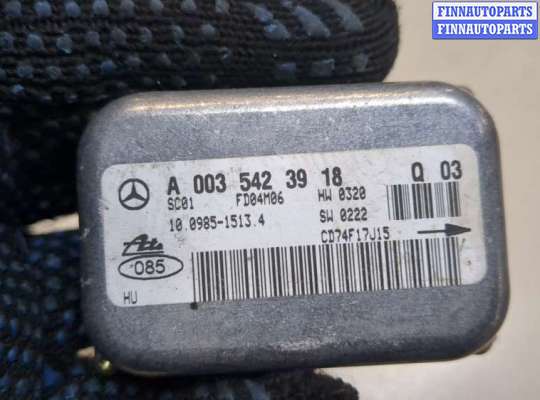 FINNAUTOPARTS
FINNAUTOPARTS
A 003 542 39 18 Q 03
SC01 FD04M06 HW 0320
10.0985-1513.4 SW 0222
CD74F17J15
Ate
085
HU